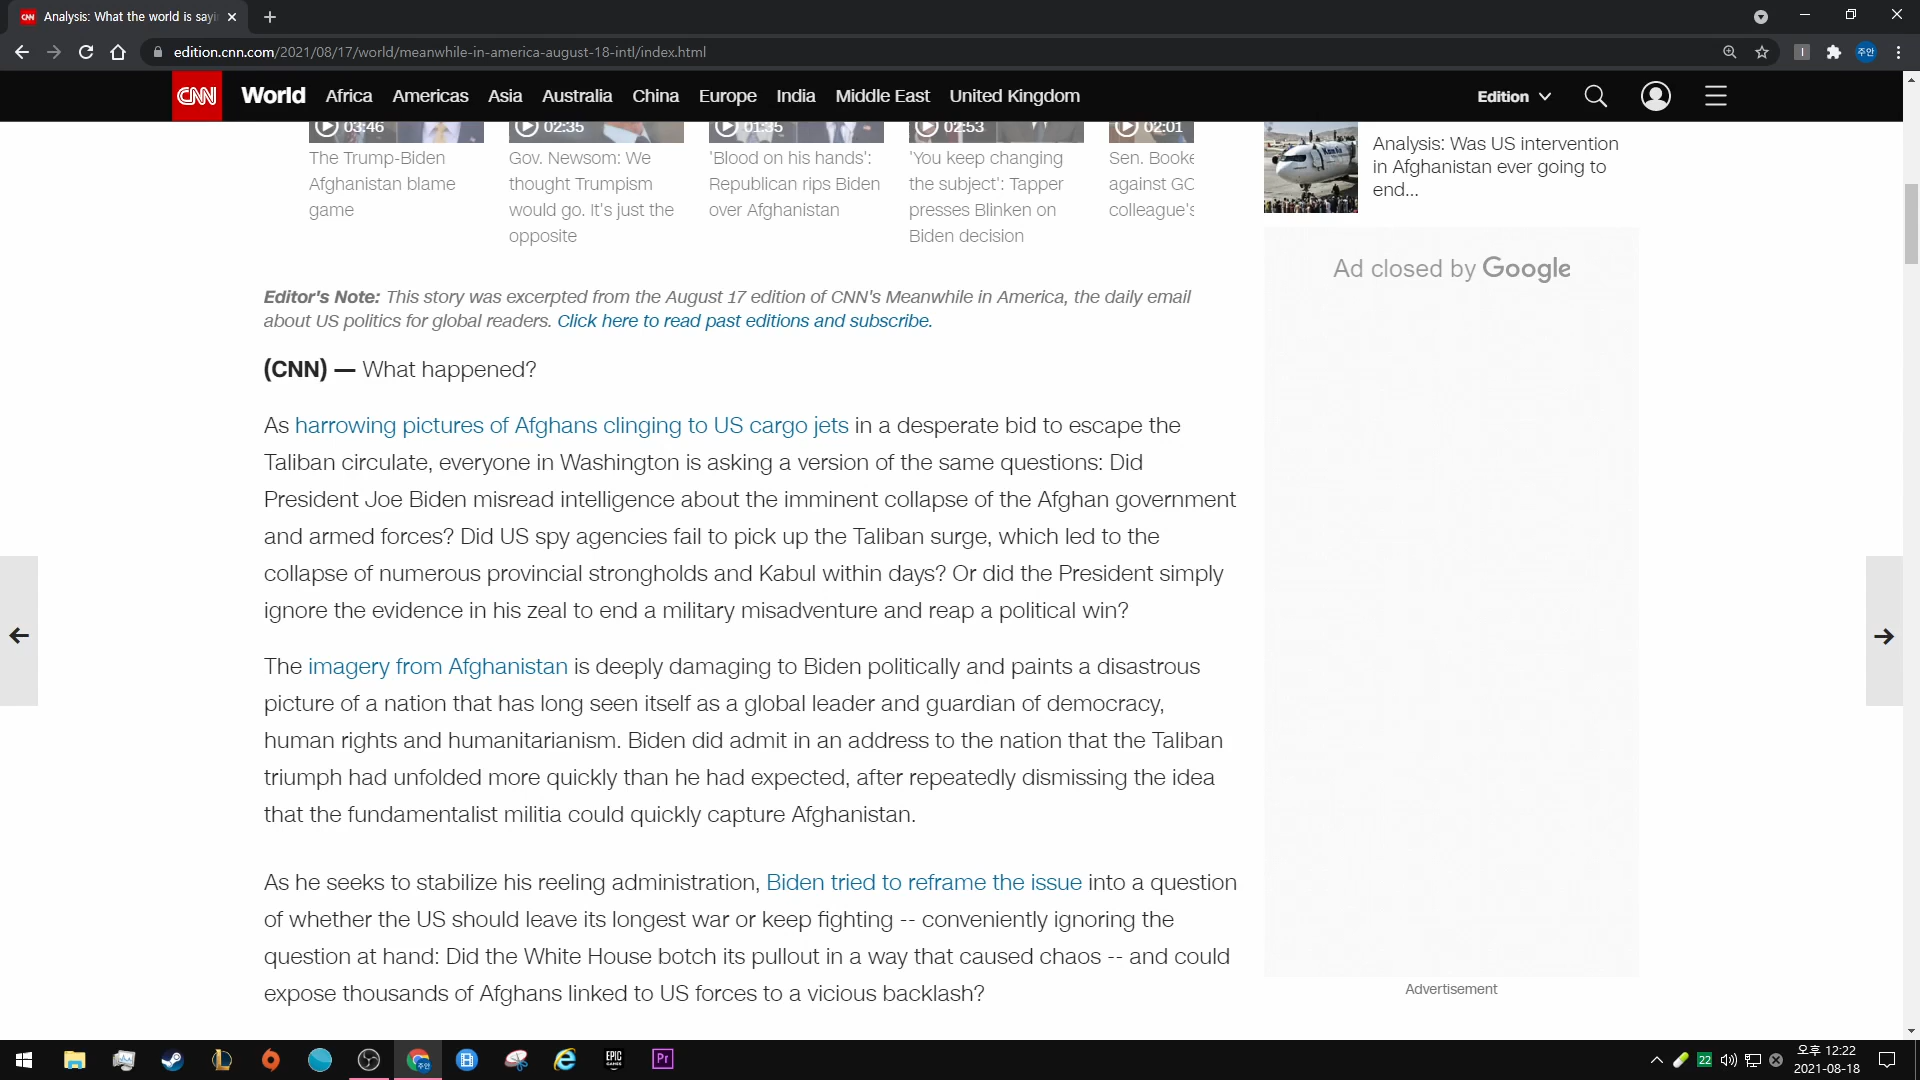 Analysis: What the world is sayi
edition.cnn.com/2021/08/17/world/meanwhile-in-america-august-18-intl/index.html
주안
CNN World Africa Americas Asia Australia China Europe India Middle East United Kingdom Edition
03:46
The Trump-Biden
Afghanistan blame
game
02:35
Gov. Newsom: We
thought Trumpism
would go. It's just the
opposite
01:35
'Blood on his hands':
Republican rips Biden
over Afghanistan
02:53
'You keep changing
the subject': Tapper
presses Blinken on
Biden decision
02:01
Sen. Booke
against GO
colleague's
Analysis: Was US intervention
in Afghanistan ever going to
end...
Ad closed by Google
Editor's Note: This story was excerpted from the August 17 edition of CNN's Meanwhile in America, the daily email
about US politics for global readers. Click here to read past editions and subscribe.
(CNN) — What happened?
As harrowing pictures of Afghans clinging to US cargo jets in a desperate bid to escape the
Taliban circulate, everyone in Washington is asking a version of the same questions: Did
President Joe Biden misread intelligence about the imminent collapse of the Afghan government
and armed forces? Did US spy agencies fail to pick up the Taliban surge, which led to the
collapse of numerous provincial strongholds and Kabul within days? Or did the President simply
ignore the evidence in his zeal to end a military misadventure and reap a political win?
The imagery from Afghanistan is deeply damaging to Biden politically and paints a disastrous
picture of a nation that has long seen itself as a global leader and guardian of democracy,
human rights and humanitarianism. Biden did admit in an address to the nation that the Taliban
triumph had unfolded more quickly than he had expected, after repeatedly dismissing the idea
that the fundamentalist militia could quickly capture Afghanistan.
As he seeks to stabilize his reeling administration, Biden tried to reframe the issue into a question
of whether the US should leave its longest war or keep fighting -- conveniently ignoring the
question at hand: Did the White House botch its pullout in a way that caused chaos -- and could
expose thousands of Afghans linked to US forces to a vicious backlash?
Advertisement
EPIC
GAMES
Pr
22
오후 12:22
2021-08-18